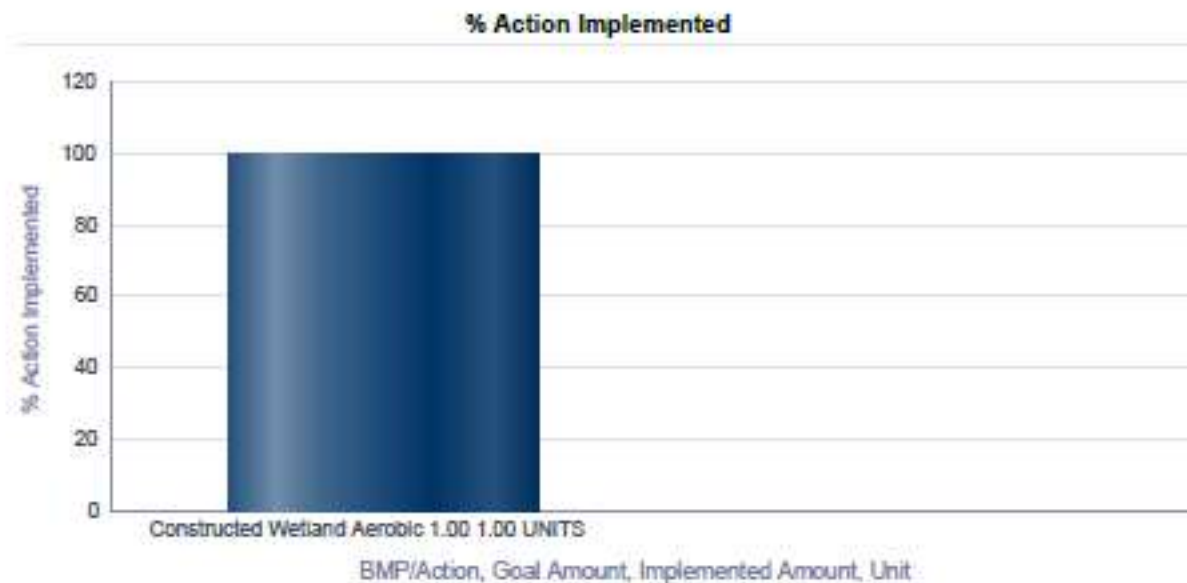 % Action Implemented
120
100
80
60
40
20
0
% Action Implemented
Constructed Wetland Aerobic 1.00 1.00 UNITS
BMP/Action, Goal Amount, Implemented Amount, Unit